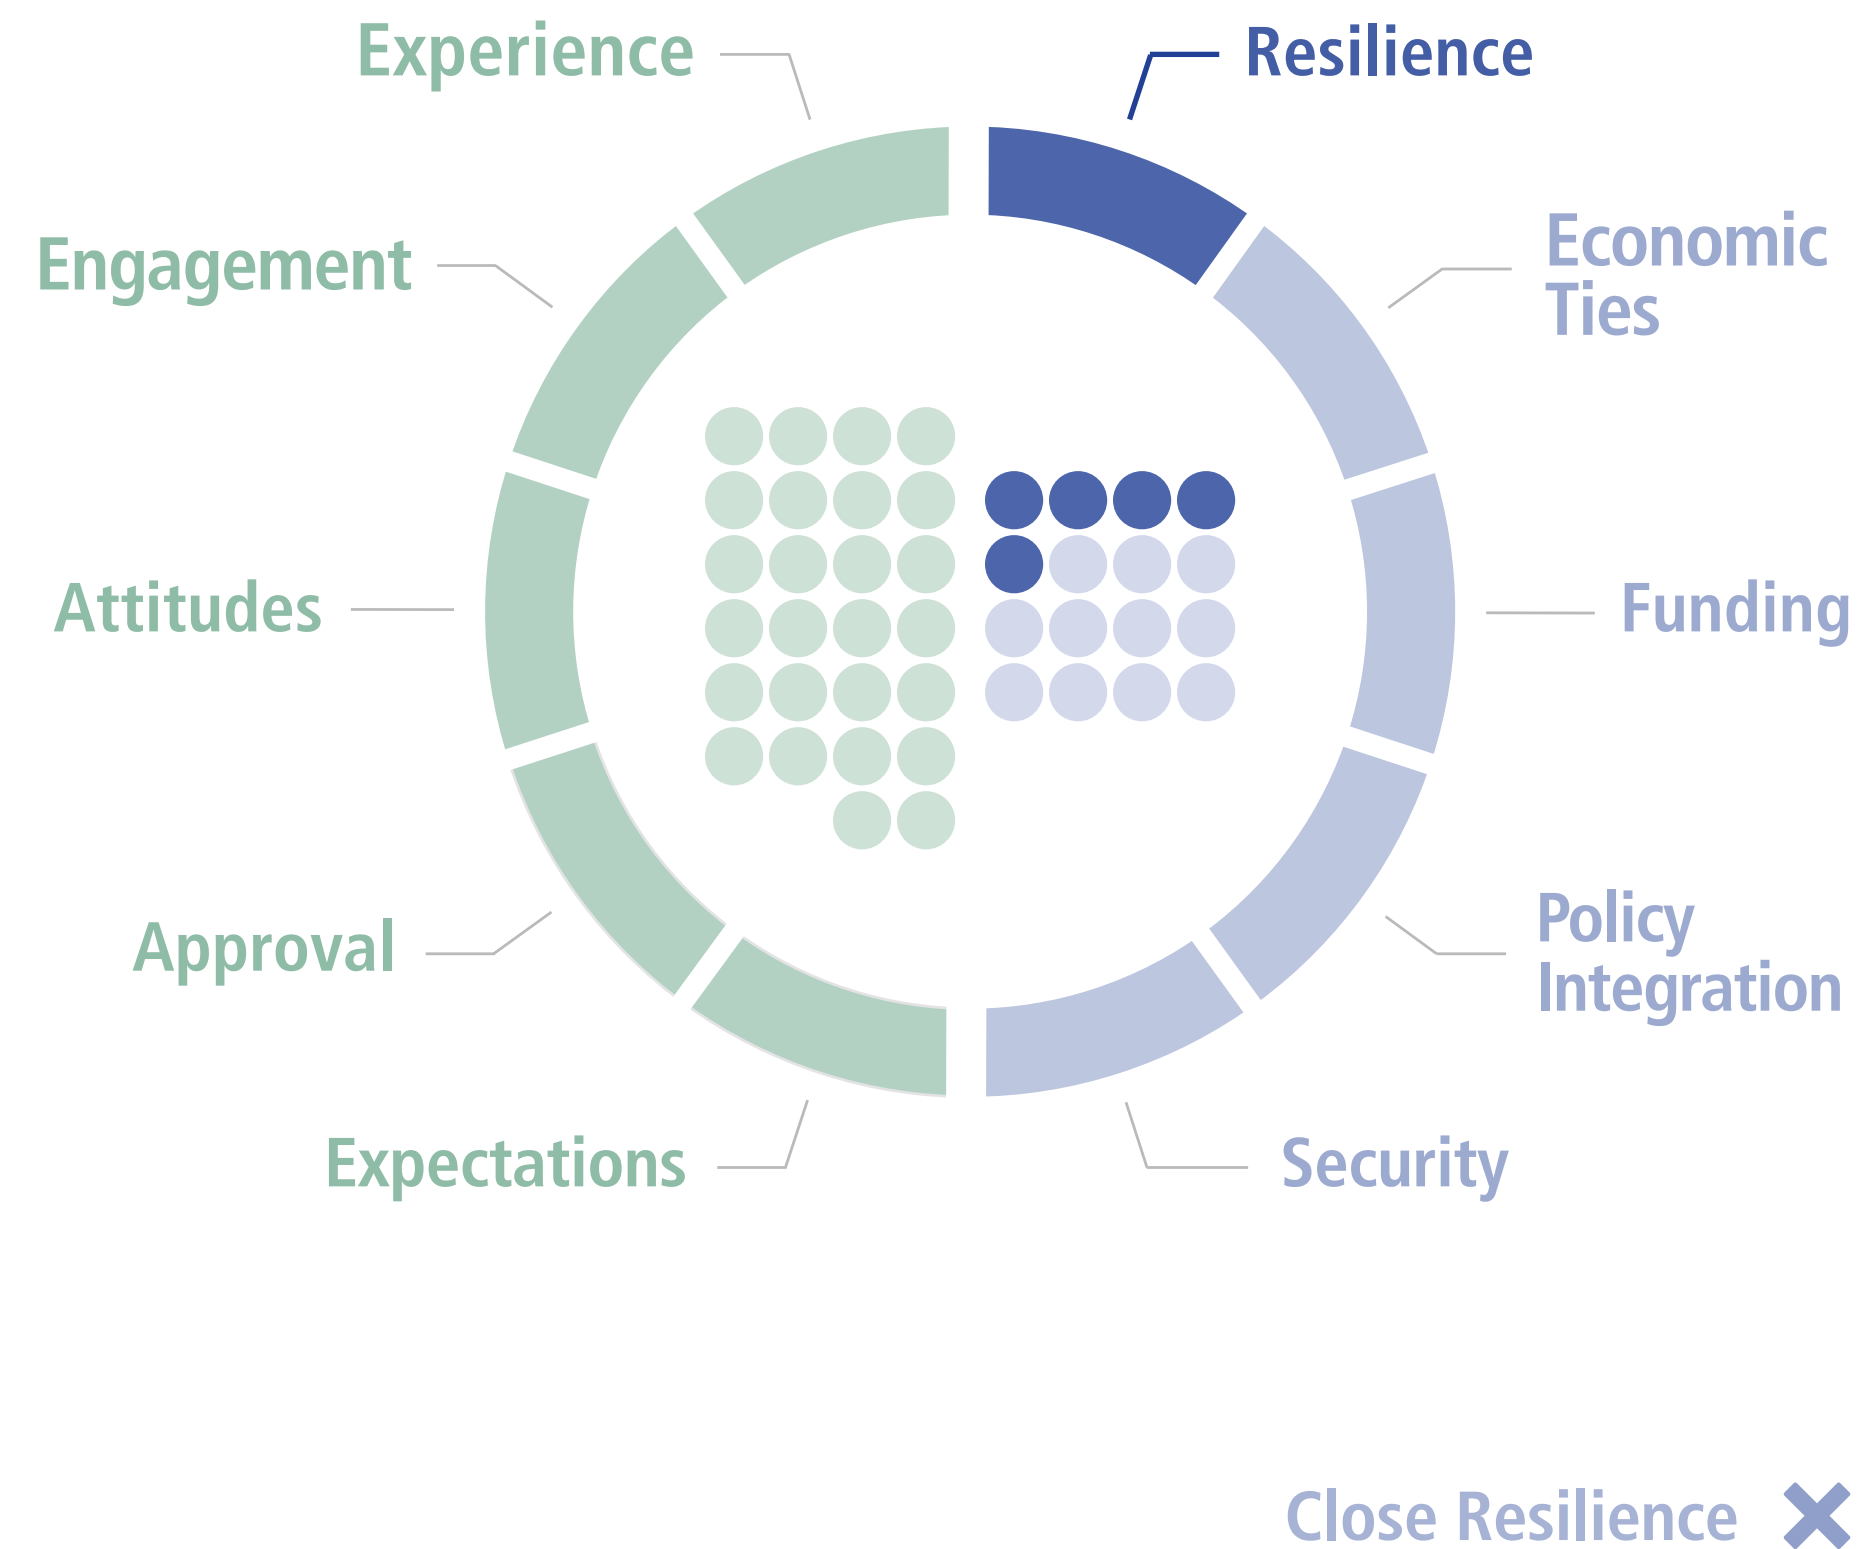 Experience
Resilience
Engagement
Economic
Ties
Attitudes
Funding
Approval
Policy
Integration
Expectations
Security
Close Resilience